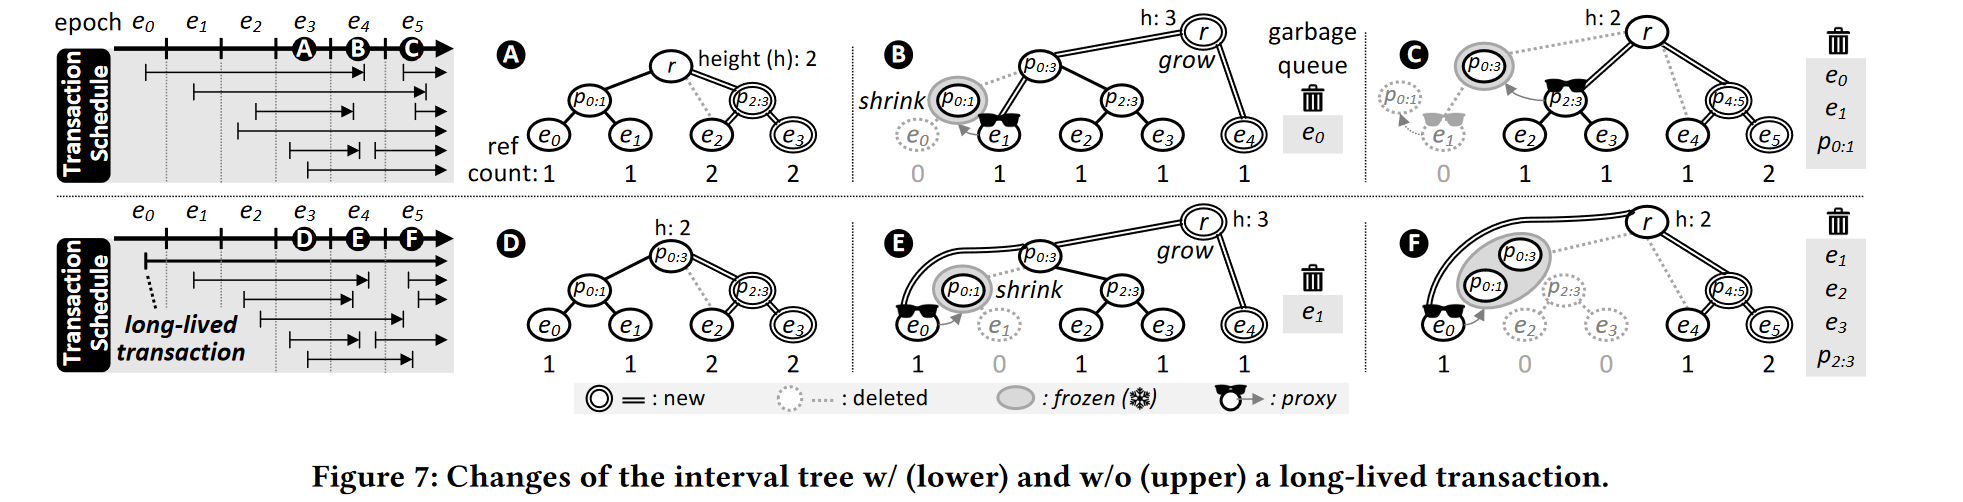 epoch e0 e1 e2 e3 e4 e5
A B C
Transaction
Schedule
A
r height (h): 2
p0:1 p2:3
e0 e1 e2 e3
ref
count: 1 1 2 2
B
h: 3 r
grow
p0:3
shrink p0:1 p2:3
e0 e1 e2 e3 e4
0 1 1 1 1
garbage
queue
e0
C
h: 2 r
p0:3
p0:1 p2:3 p4:5
e1 e2 e3 e4 e5
0 1 1 1 2
e0
e1
p0:1
e0 e1 e2 e3 e4 e5
D E F
Transaction
Schedule
long-lived
transaction
D
h: 2
p0:3
p0:1 p2:3
e0 e1 e2 e3
1 1 2 2
E
r h: 3
grow
p0:3
p0:1 shrink p2:3
e0 e1 e2 e3 e4
1 0 1 1 1
e1
F
r h: 2
p0:3
p0:1 p2:3 p4:5
e0 e2 e3 e4 e5
1 0 0 1 2
e1
e2
e3
p2:3
: new : deleted : frozen (❄) : proxy
Figure 7: Changes of the interval tree w/ (lower) and w/o (upper) a long-lived transaction.